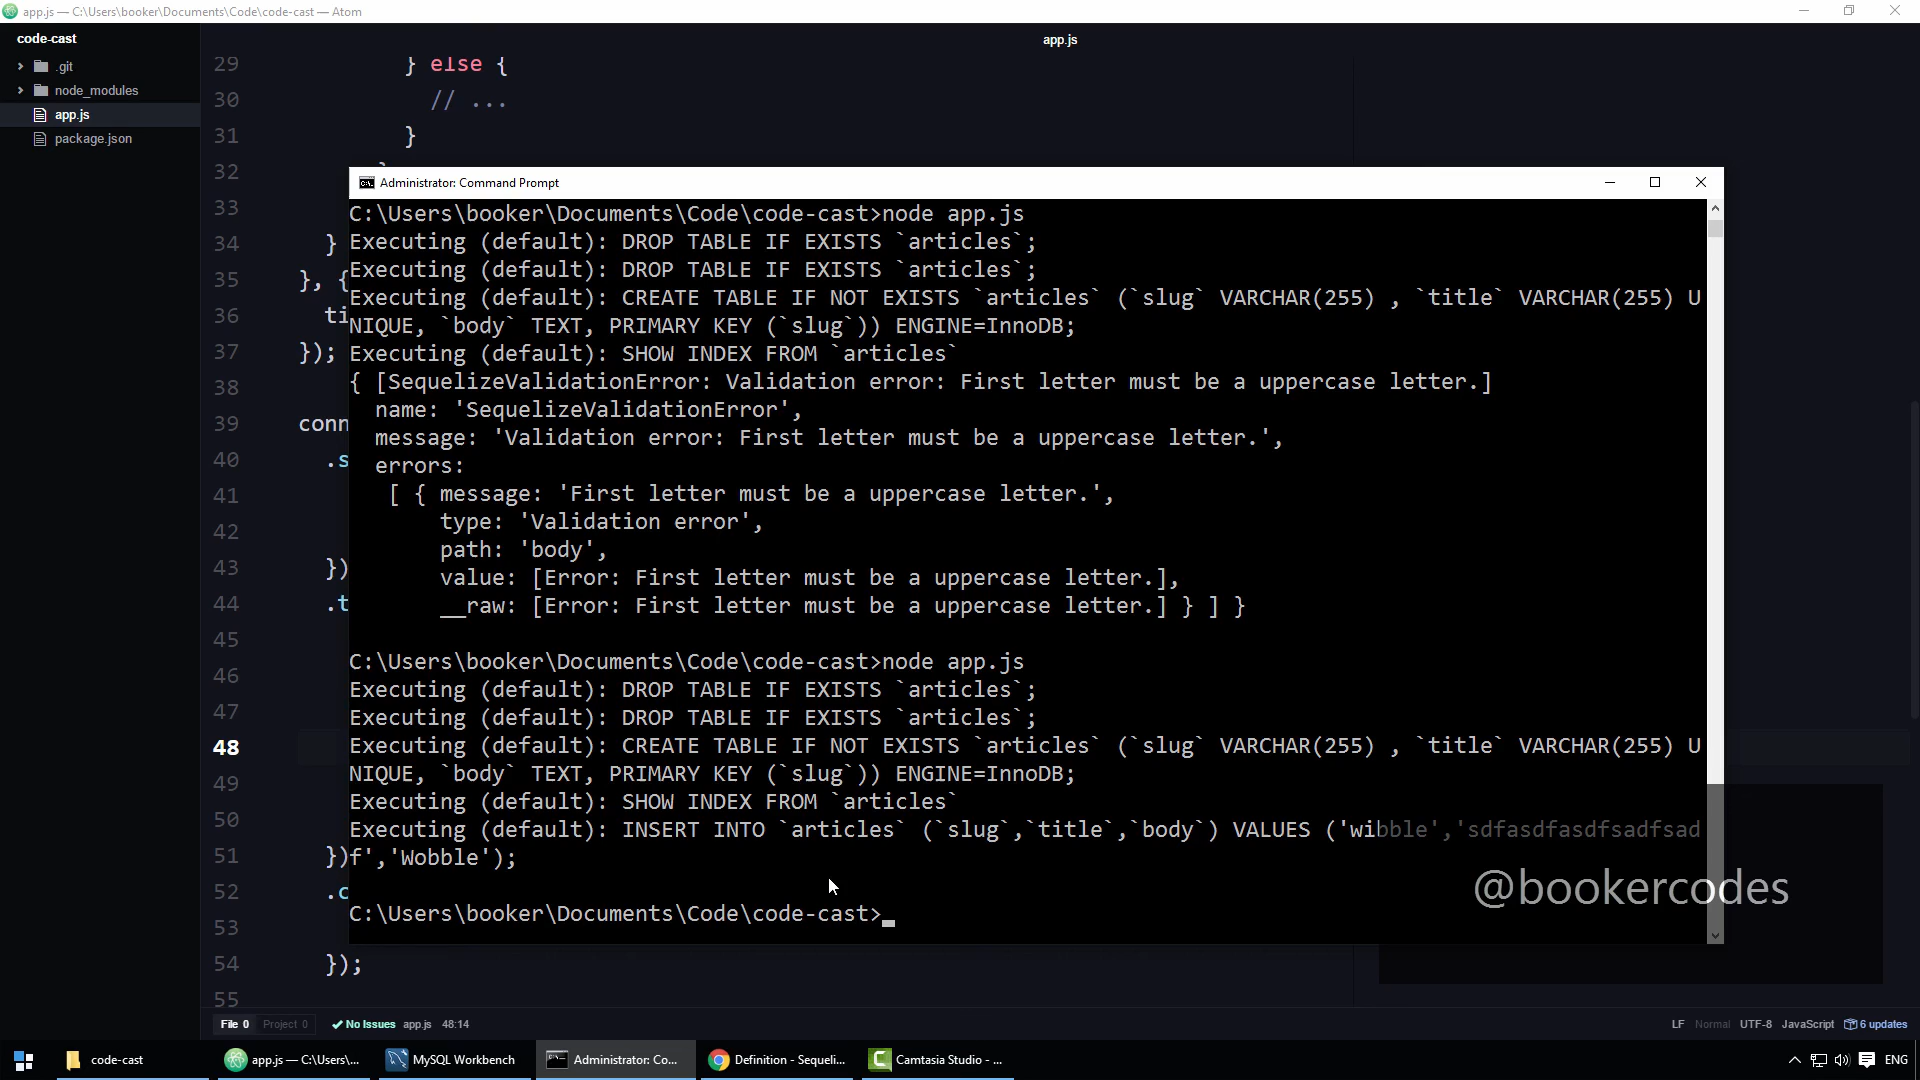 app.js — C:\Users\booker\Documents\Code\code-cast — Atom
code-cast
.git
node_modules
app.js
package.json
app.js
29 } else {
30 // ...
31 }
32
33
34 }
35 }, {
36 ti
37 });
38
39 conn
40 .s
41
42
43 })
44 .t
45
46
47
48
49
50
51 })
52 .c
53
54 });
55
Administrator: Command Prompt
C:\Users\booker\Documents\Code\code-cast>node app.js
Executing (default): DROP TABLE IF EXISTS `articles`;
Executing (default): DROP TABLE IF EXISTS `articles`;
Executing (default): CREATE TABLE IF NOT EXISTS `articles` (`slug` VARCHAR(255) , `title` VARCHAR(255) U
NIQUE, `body` TEXT, PRIMARY KEY (`slug`)) ENGINE=InnoDB;
Executing (default): SHOW INDEX FROM `articles`
{ [SequelizeValidationError: Validation error: First letter must be a uppercase letter.]
name: 'SequelizeValidationError',
message: 'Validation error: First letter must be a uppercase letter.',
errors:
[ { message: 'First letter must be a uppercase letter.',
type: 'Validation error',
path: 'body',
value: [Error: First letter must be a uppercase letter.],
__raw: [Error: First letter must be a uppercase letter.] } ] }
C:\Users\booker\Documents\Code\code-cast>node app.js
Executing (default): DROP TABLE IF EXISTS `articles`;
Executing (default): DROP TABLE IF EXISTS `articles`;
Executing (default): CREATE TABLE IF NOT EXISTS `articles` (`slug` VARCHAR(255) , `title` VARCHAR(255) U
NIQUE, `body` TEXT, PRIMARY KEY (`slug`)) ENGINE=InnoDB;
Executing (default): SHOW INDEX FROM `articles`
Executing (default): INSERT INTO `articles` (`slug`,`title`,`body`) VALUES ('wibble','sdfasdfasdfsadfsad
f','Wobble');
C:\Users\booker\Documents\Code\code-cast>
@bookercodes
File 0 Project 0 No Issues app.js 48:14
LF Normal UTF-8 JavaScript 6 updates
code-cast
app.js — C:\Users\...
MySQL Workbench
Administrator: Co...
Definition - Sequeli...
Camtasia Studio - ...
ENG